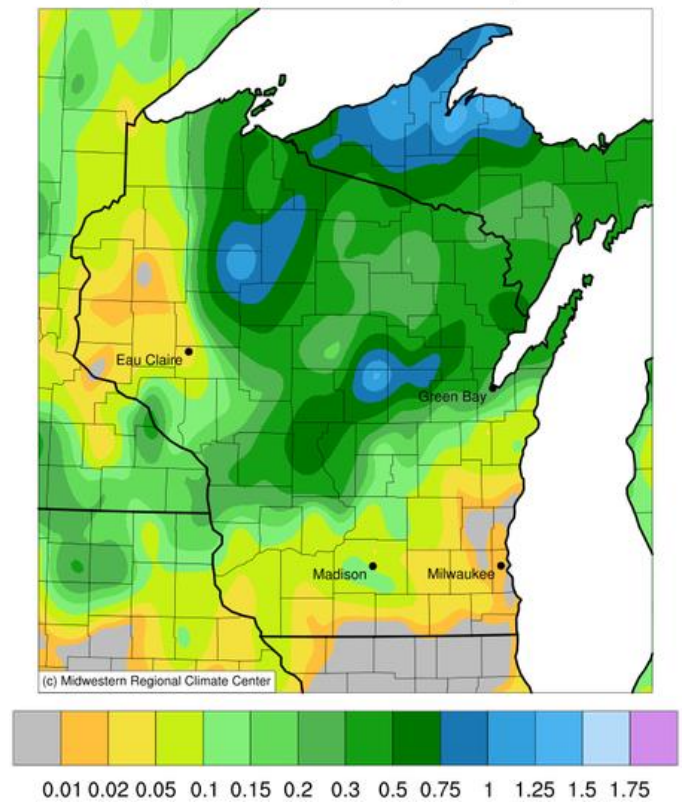 Eau Claire
Green Bay
Madison
Milwaukee
(c) Midwestern Regional Climate Center
0.01 0.02 0.05 0.1 0.15 0.2 0.3 0.5 0.75 1 1.25 1.5 1.75